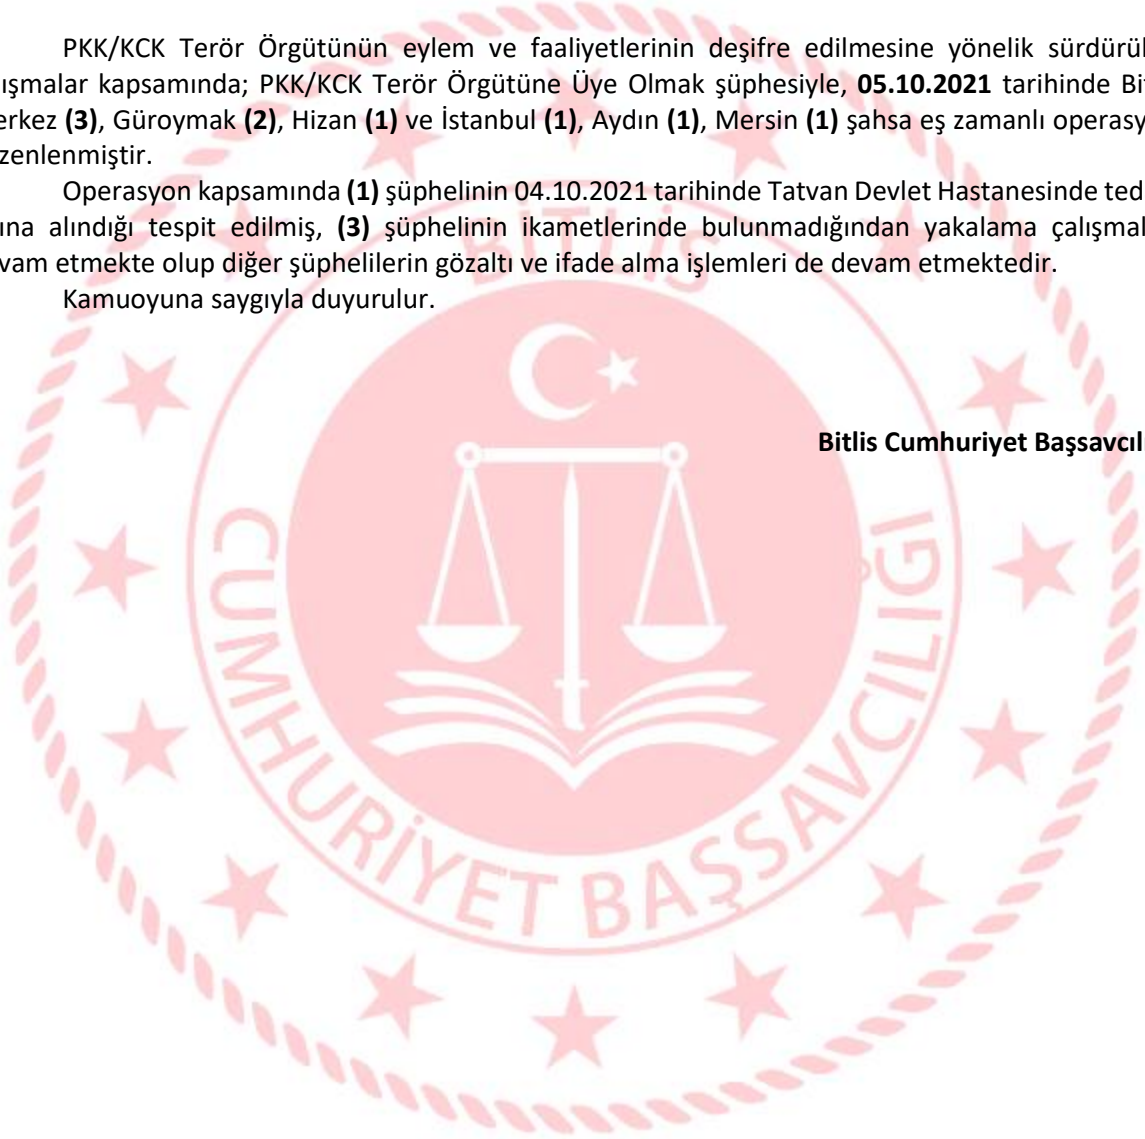 PKK/KCK Terör Örgütünün eylem ve faaliyetlerinin deşifre edilmesine yönelik sürdürül
ışmalar kapsamında; PKK/KCK Terör Örgütüne Üye Olmak şüphesiyle, 05.10.2021 tarihinde Bit
erkez (3), Güroymak (2), Hizan (1) ve İstanbul (1), Aydın (1), Mersin (1) şahsa eş zamanlı operasy
zenlenmiştir.
Operasyon kapsamında (1) şüphelinin 04.10.2021 tarihinde Tatvan Devlet Hastanesinde ted
ına alındığı tespit edilmiş, (3) şüphelinin ikametlerinde bulunmadığından yakalama çalışmal
vam etmekte olup diğer şüphelilerin gözaltı ve ifade alma işlemleri de devam etmektedir.
Kamuoyuna saygıyla duyurulur.
Bitlis Cumhuriyet Başsavcıl
BİTLİS
CUMHURİYET BAŞSAVCILIĞI